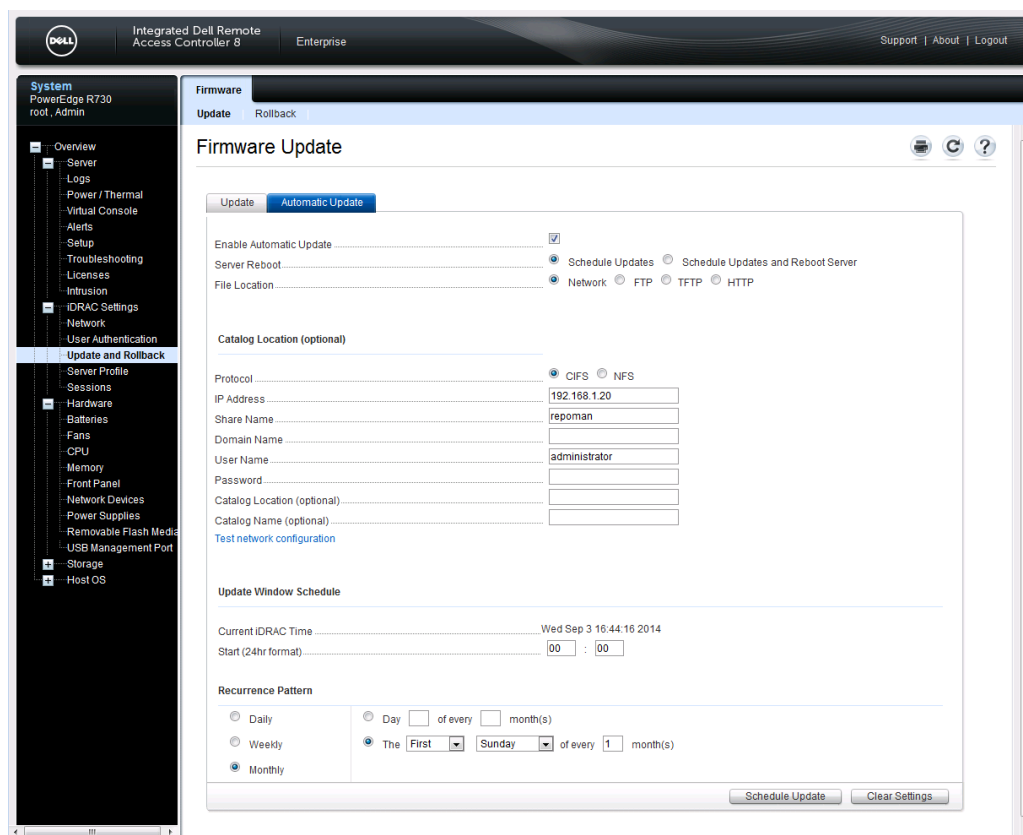 DELL
Integrated Dell Remote
Access Controller 8
Enterprise
Support | About | Logout
System
PowerEdge R730
root , Admin
Overview
Server
Logs
Power / Thermal
Virtual Console
Alerts
Setup
Troubleshooting
Licenses
Intrusion
iDRAC Settings
Network
User Authentication
Update and Rollback
Server Profile
Sessions
Hardware
Batteries
Fans
CPU
Memory
Front Panel
Network Devices
Power Supplies
Removable Flash Media
USB Management Port
Storage
Host OS
Firmware
Update | Rollback
Firmware Update
Update
Automatic Update
Enable Automatic Update
Server Reboot Schedule Updates Schedule Updates and Reboot Server
File Location Network FTP TFTP HTTP
Catalog Location (optional)
Protocol CIFS NFS
IP Address 192.168.1.20
Share Name repoman
Domain Name
User Name administrator
Password
Catalog Location (optional)
Catalog Name (optional)
Test network configuration
Update Window Schedule
Current iDRAC Time Wed Sep 3 16:44:16 2014
Start (24hr format) 00 : 00
Recurrence Pattern
Daily
Weekly
Monthly
Day of every month(s)
The First Sunday of every 1 month(s)
Schedule Update
Clear Settings